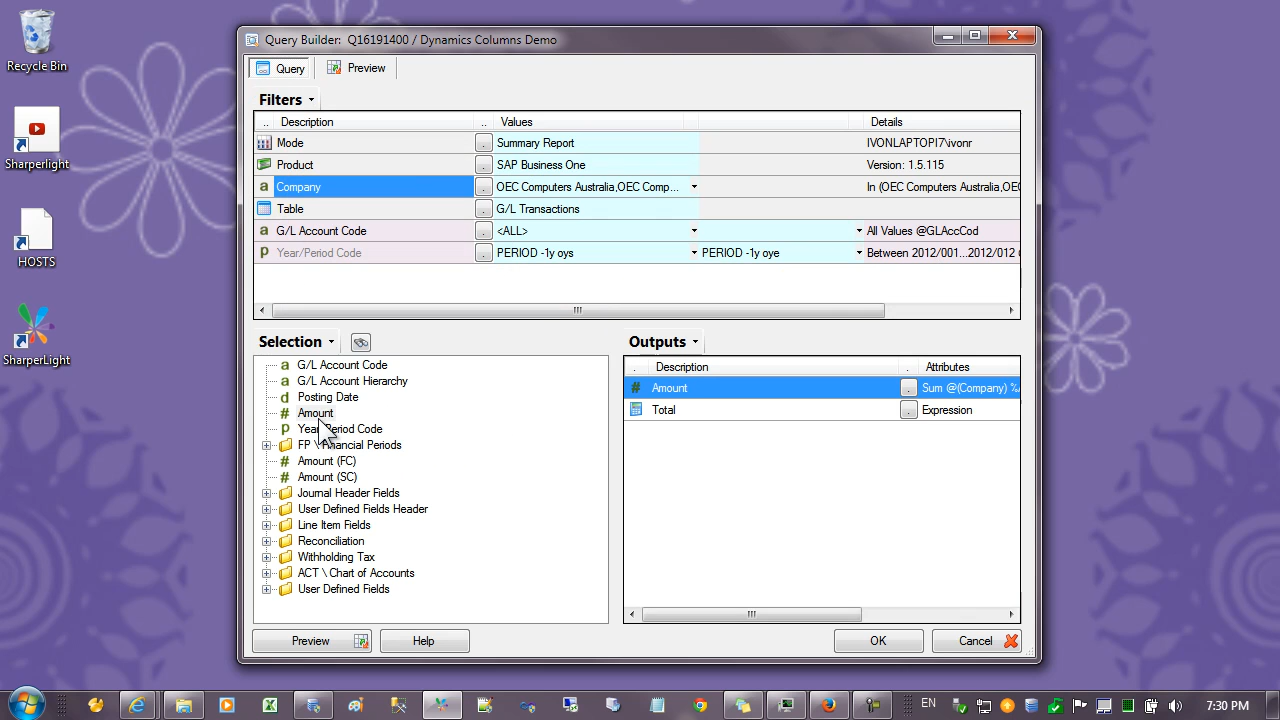 Recycle Bin
Sharperlight
HOSTS
SharperLight
Query Builder: Q16191400 / Dynamics Columns Demo
Query
Preview
Filters
.. Description .. Values Details
Mode . Summary Report IVONLAPTOPI7\ivonr
Product . SAP Business One Version: 1.5.115
a Company . OEC Computers Australia,OEC Comp... In (OEC Computers Australia,OEC
Table . G/L Transactions
a G/L Account Code . <ALL> All Values @GLAccCod
p Year/Period Code . PERIOD -1y oys PERIOD -1y oye Between 2012/001...2012/012
Selection
a G/L Account Code
a G/L Account Hierarchy
d Posting Date
# Amount
p Year/Period Code
FP \ Financial Periods
# Amount (FC)
# Amount (SC)
Journal Header Fields
User Defined Fields Header
Line Item Fields
Reconciliation
Withholding Tax
ACT \ Chart of Accounts
User Defined Fields
Outputs
. Description . Attributes
# Amount . Sum @(Company) %
Total . Expression
Preview
Help
OK
Cancel
EN
7:30 PM